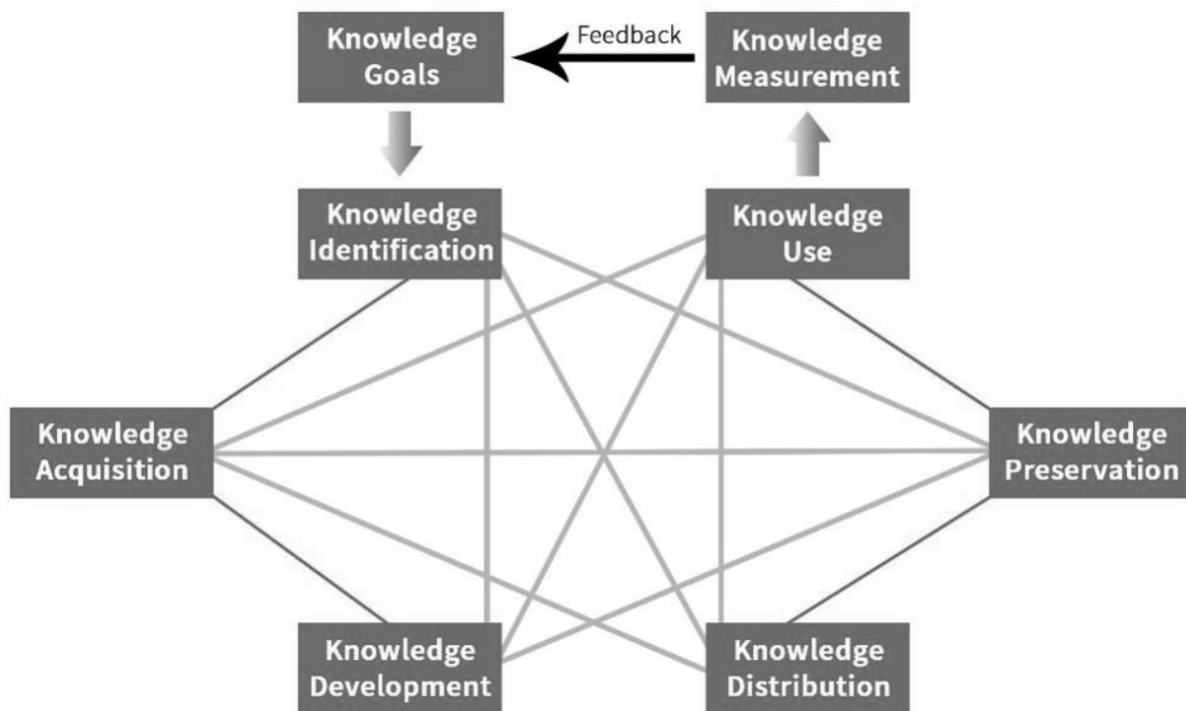 Knowledge
Goals
Feedback
Knowledge
Measurement
Knowledge
Identification
Knowledge
Use
Knowledge
Acquisition
Knowledge
Preservation
Knowledge
Development
Knowledge
Distribution